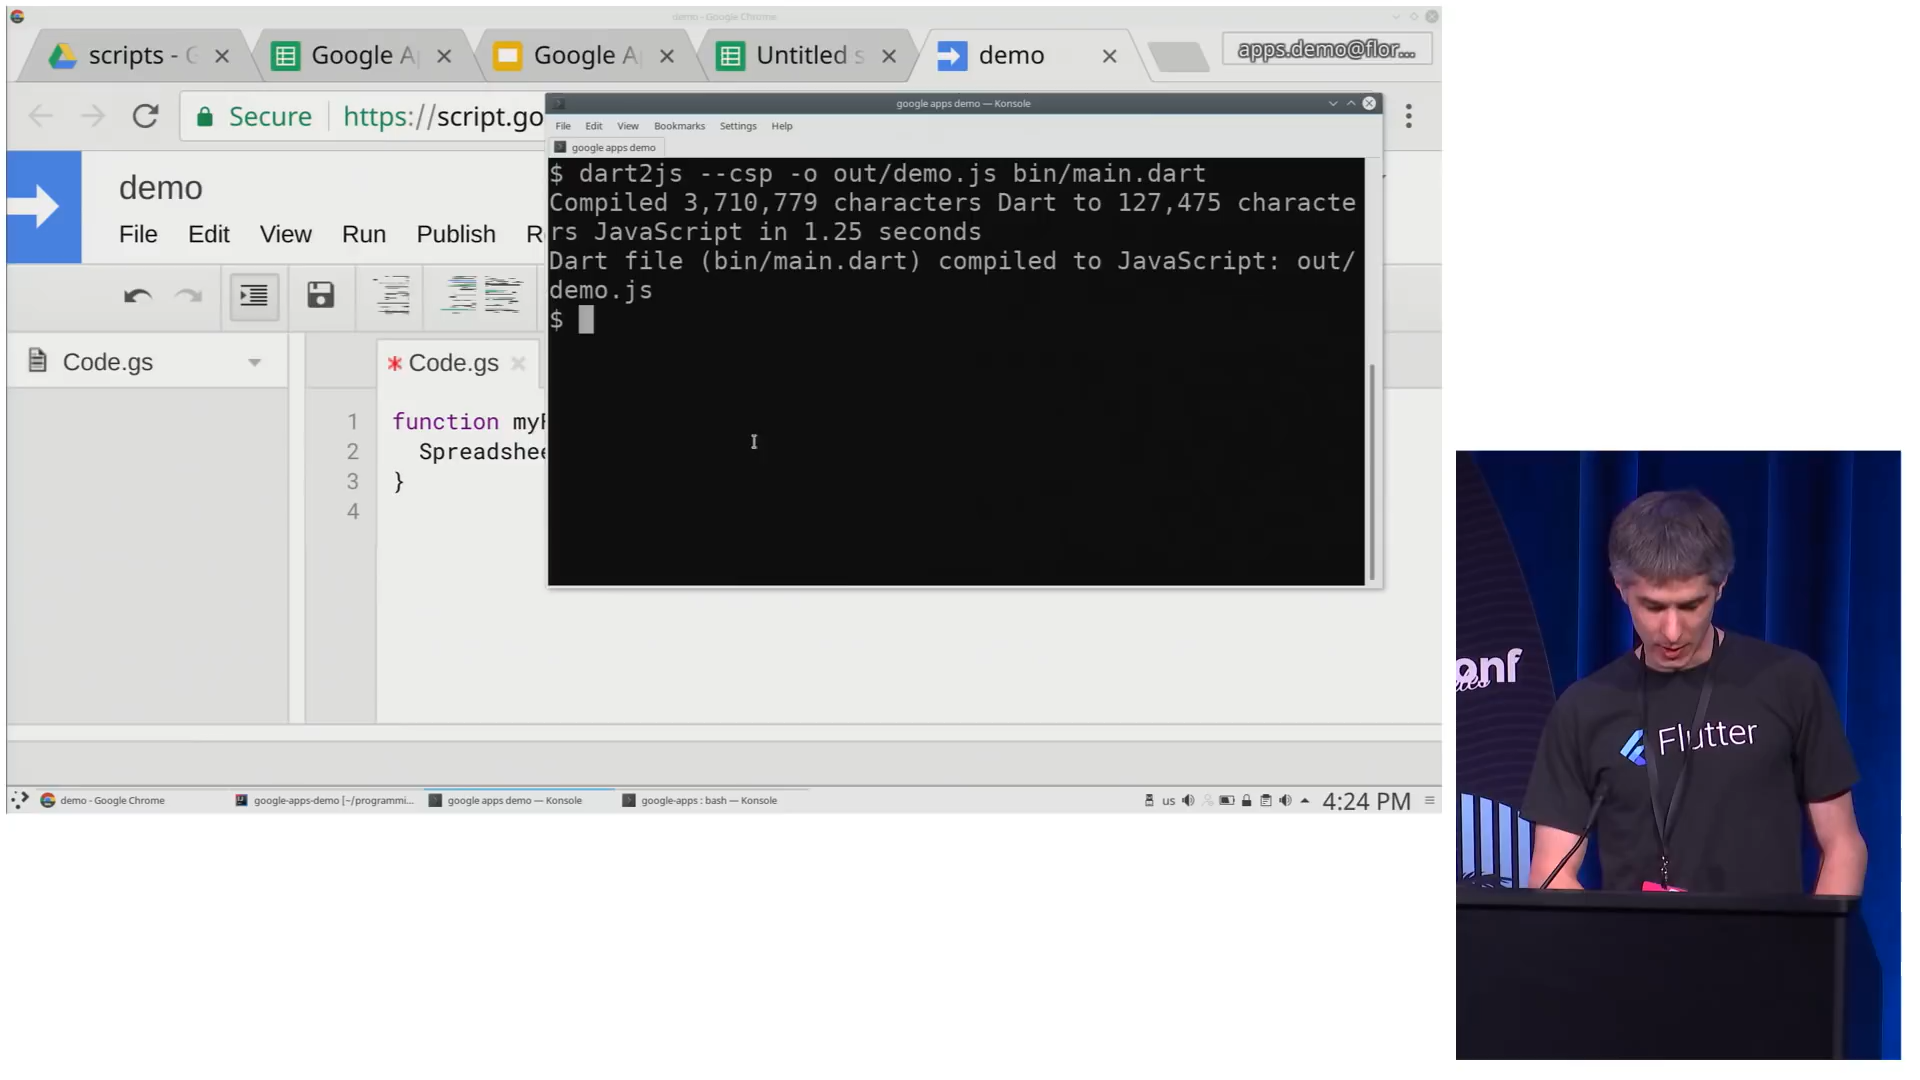 demo - Google Chrome
scripts - G
Google A
Google A
Untitled s
demo
apps.demo@flor...
Secure
https://script.go
google apps demo — Konsole
File Edit View Bookmarks Settings Help
google apps demo
$ dart2js --csp -o out/demo.js bin/main.dart
Compiled 3,710,779 characters Dart to 127,475 characte
rs JavaScript in 1.25 seconds
Dart file (bin/main.dart) compiled to JavaScript: out/
demo.js
$
demo
File Edit View Run Publish R
Code.gs
* Code.gs
1 function myF
2 Spreadshee
3 }
4
onf
Flutter
demo - Google Chrome
google-apps-demo [~/programmi...
google apps demo — Konsole
google-apps : bash — Konsole
us
4:24 PM